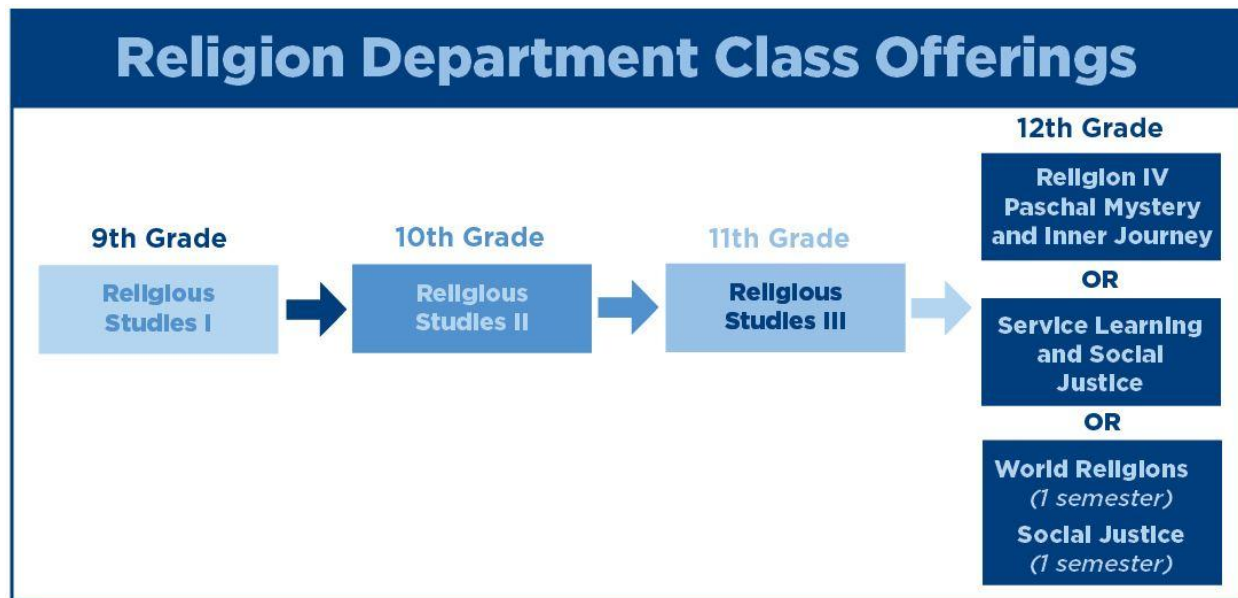 Religion Department Class Offerings
9th Grade
Religious
Studies I
10th Grade
Religious
Studies II
11th Grade
Religious
Studies III
12th Grade
Religion IV
Paschal Mystery
and Inner Journey
OR
Service Learning
and Social
Justice
OR
World Religions
(1 semester)
Social Justice
(1 semester)